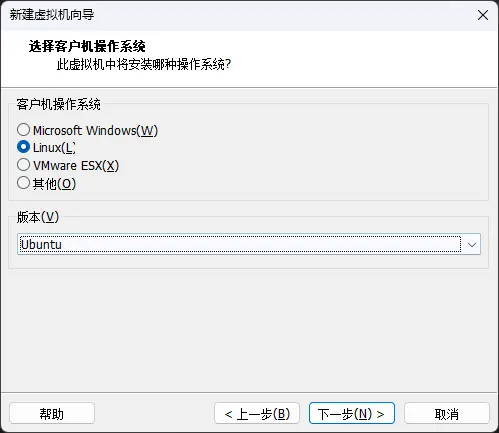 新建虚拟机向导
选择客户机操作系统
此虚拟机中将安装哪种操作系统?
客户机操作系统
Microsoft Windows(W)
Linux(L)
VMware ESX(X)
其他(O)
版本(V)
Ubuntu
帮助
< 上一步(B)
下一步(N) >
取消